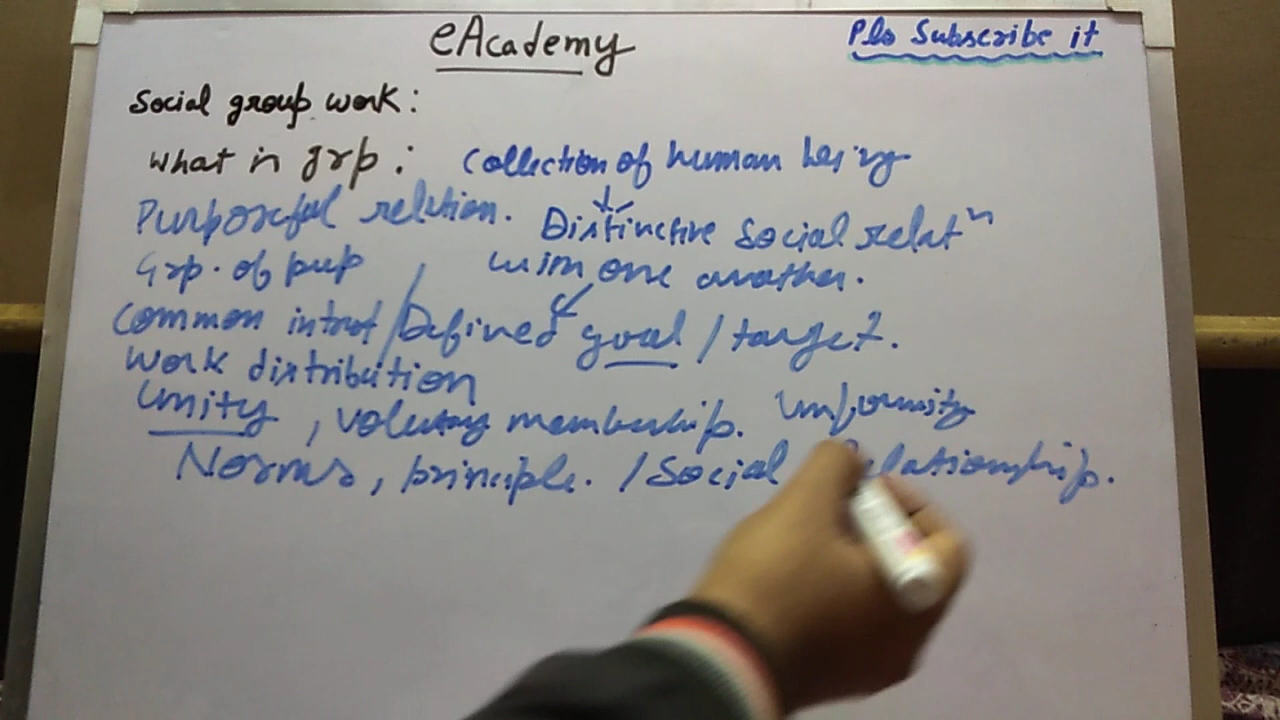 eAcademy
Pls Subscribe it
Social group work:
What is grp: Collection of human being
Purposeful relation. Distinctive Social relatⁿ
Grp. of pup, with one another.
Common intrest/Defined goal / target.
Work distribution
Unity, voluntary membership. Uniformity
Norms, principle. /Social relationship.